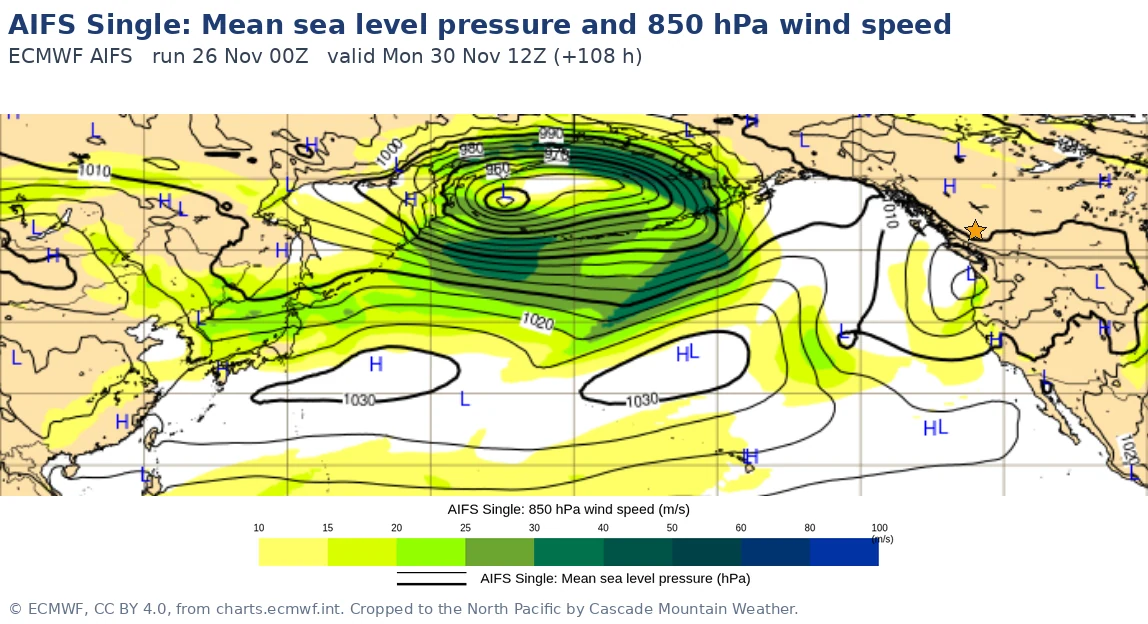 AIFS Single: Mean sea level pressure and 850 hPa wind speed
ECMWF AIFS   run 26 Nov 00Z   valid Mon 30 Nov 12Z (+108 h)
H
L
H
L
H
L
990
1000
980
970
960
1010
L
L
L
H
H
H
L
H
L
L
H
H
1010
L
H
H
L
L
L
1020
L
H
L
H
H
L
H
L
H
L
1030
L
1030
H
H
L
H
L
L
1020
AIFS Single: 850 hPa wind speed (m/s)
10 15 20 25 30 40 50 60 80 100
(m/s)
AIFS Single: Mean sea level pressure (hPa)
© ECMWF, CC BY 4.0, from charts.ecmwf.int. Cropped to the North Pacific by Cascade Mountain Weather.